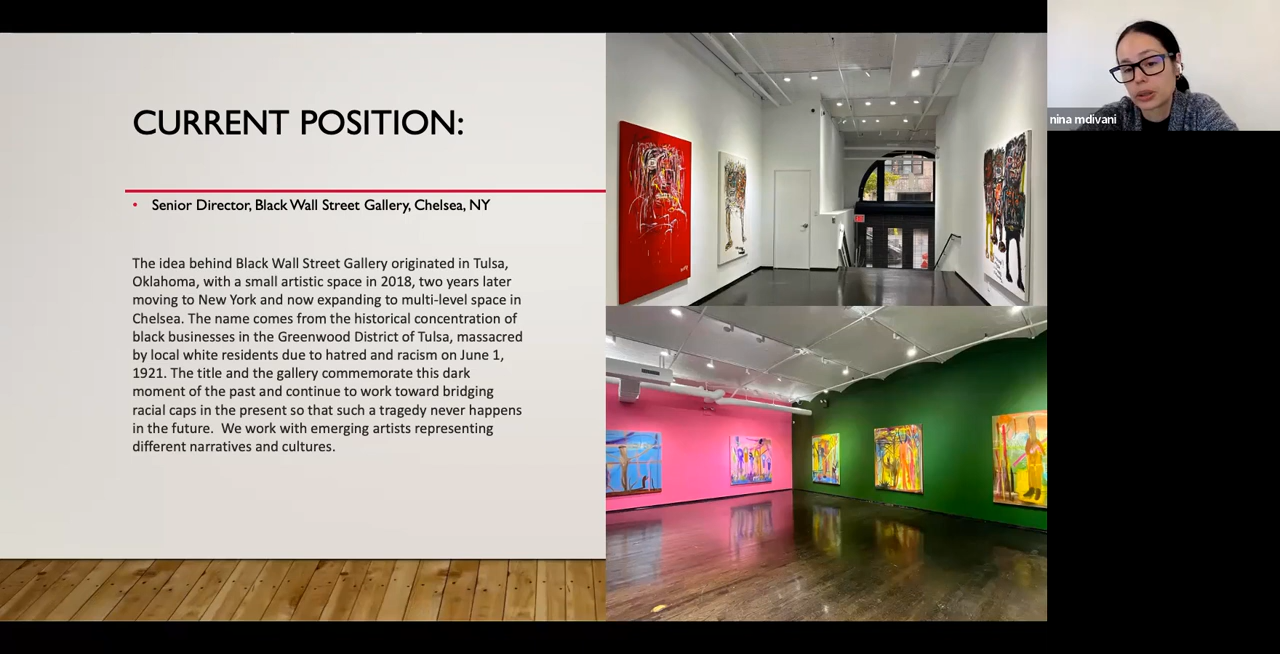 CURRENT POSITION:
• Senior Director, Black Wall Street Gallery, Chelsea, NY
The idea behind Black Wall Street Gallery originated in Tulsa,
Oklahoma, with a small artistic space in 2018, two years later
moving to New York and now expanding to multi-level space in
Chelsea. The name comes from the historical concentration of
black businesses in the Greenwood District of Tulsa, massacred
by local white residents due to hatred and racism on June 1,
1921. The title and the gallery commemorate this dark
moment of the past and continue to work toward bridging
racial caps in the present so that such a tragedy never happens
in the future.  We work with emerging artists representing
different narratives and cultures.
nina mdivani